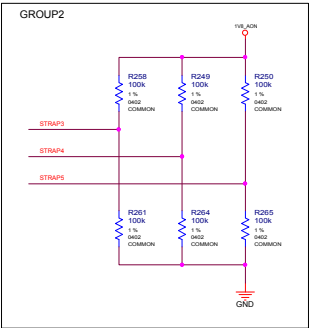 GROUP2
1V8_AON
R258
100k
1 %
0402
COMMON
R249
100k
1 %
0402
COMMON
R250
100k
1 %
0402
COMMON
STRAP3
STRAP4
STRAP5
R261
100k
1 %
0402
COMMON
R264
100k
1 %
0402
COMMON
R265
100k
1 %
0402
COMMON
GND